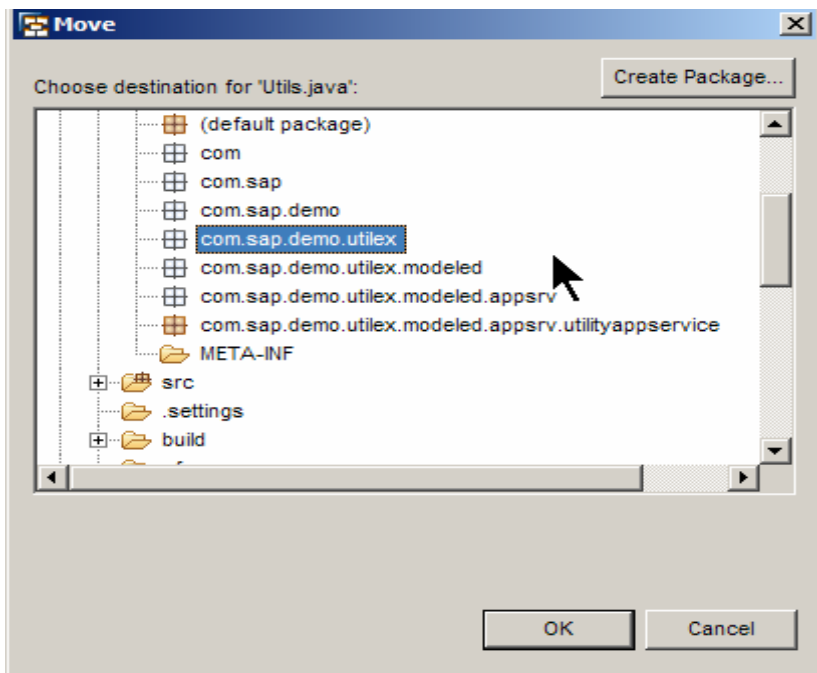 Move
Create Package...
Choose destination for 'Utils.java':
(default package)
com
com.sap
com.sap.demo
com.sap.demo.utilex
com.sap.demo.utilex.modeled
com.sap.demo.utilex.modeled.appsrv
com.sap.demo.utilex.modeled.appsrv.utilityappservice
META-INF
src
.settings
build
OK Cancel